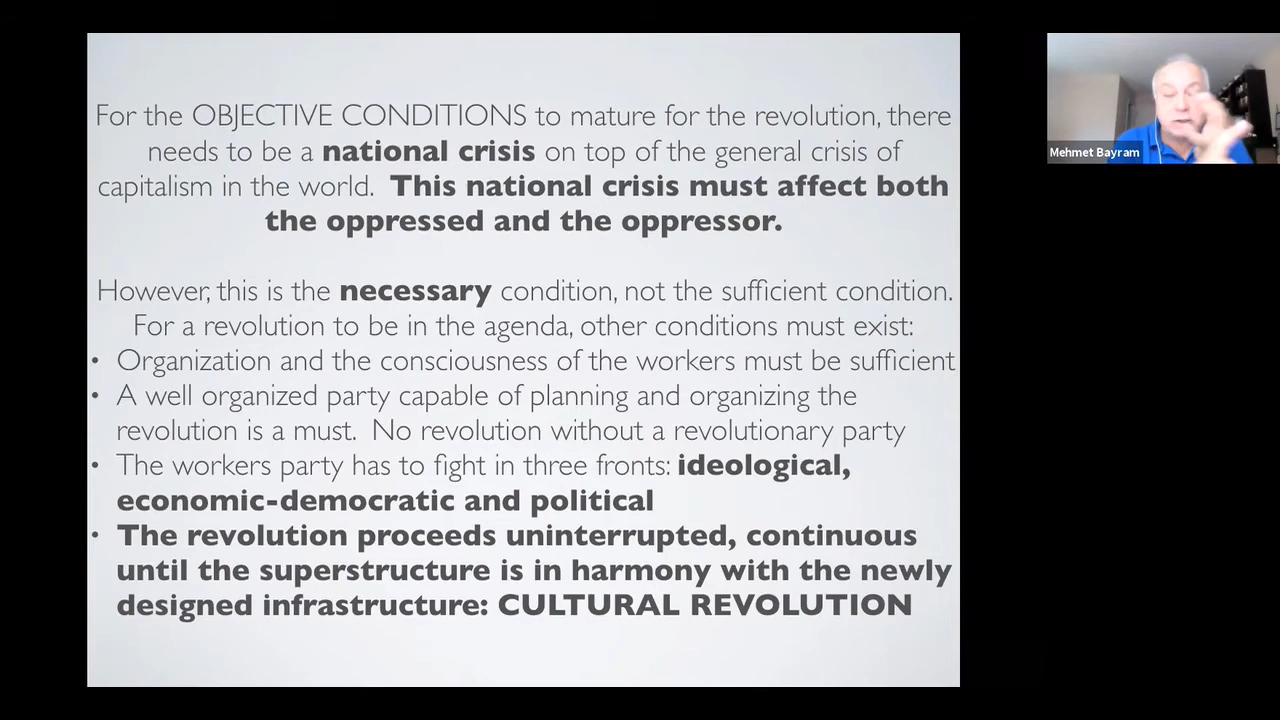 For the OBJECTIVE CONDITIONS to mature for the revolution, there
needs to be a national crisis on top of the general crisis of
capitalism in the world.  This national crisis must affect both
the oppressed and the oppressor.
However, this is the necessary condition, not the sufficient condition.
For a revolution to be in the agenda, other conditions must exist:
• Organization and the consciousness of the workers must be sufficient
• A well organized party capable of planning and organizing the
revolution is a must.  No revolution without a revolutionary party
• The workers party has to fight in three fronts: ideological,
economic-democratic and political
• The revolution proceeds uninterrupted, continuous
until the superstructure is in harmony with the newly
designed infrastructure: CULTURAL REVOLUTION
Mehmet Bayram